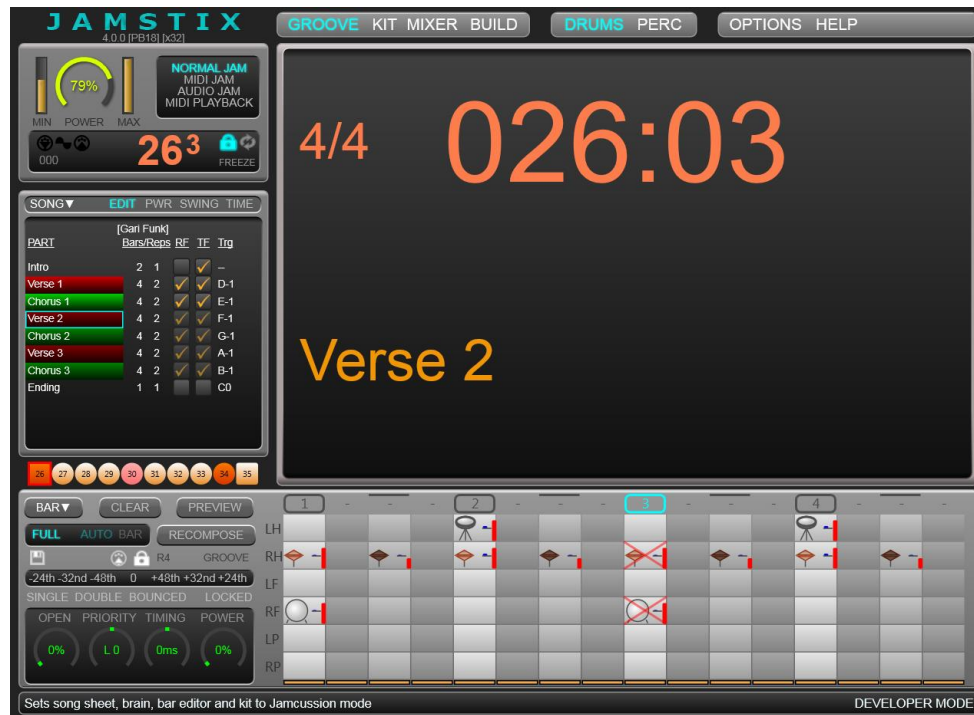 JAMSTIX
4.0.0 [PB18] [x32]
GROOVE KIT MIXER BUILD
DRUMS PERC
OPTIONS HELP
79%
MIN POWER MAX
NORMAL JAM
MIDI JAM
AUDIO JAM
MIDI PLAYBACK
000
26 3
FREEZE
4/4
026:03
Verse 2
SONG▼ EDIT PWR SWING TIME
[Gari Funk]
PART Bars/Reps RF TF Trg
Intro 2 1 --
Verse 1 4 2 D-1
Chorus 1 4 2 E-1
Verse 2 4 2 F-1
Chorus 2 4 2 G-1
Verse 3 4 2 A-1
Chorus 3 4 2 B-1
Ending 1 1 C0
26 27 28 29 30 31 32 33 34 35
BAR▼ CLEAR PREVIEW
FULL AUTO BAR RECOMPOSE
R4 GROOVE
-24th -32nd -48th 0 +48th +32nd +24th
SINGLE DOUBLE BOUNCED LOCKED
OPEN PRIORITY TIMING POWER
0% L 0 0ms 0%
1 - - - 2 - - - 3 - - - 4 - - -
LH
RH
LF
RF
LP
RP
Sets song sheet, brain, bar editor and kit to Jamcussion mode
DEVELOPER MODE